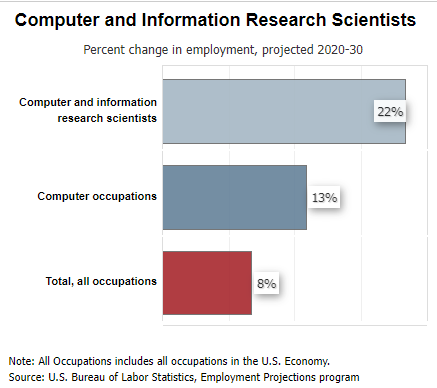 Computer and Information Research Scientists
Percent change in employment, projected 2020-30
Computer and information
research scientists
22%
Computer occupations
13%
Total, all occupations
8%
Note: All Occupations includes all occupations in the U.S. Economy.
Source: U.S. Bureau of Labor Statistics, Employment Projections program